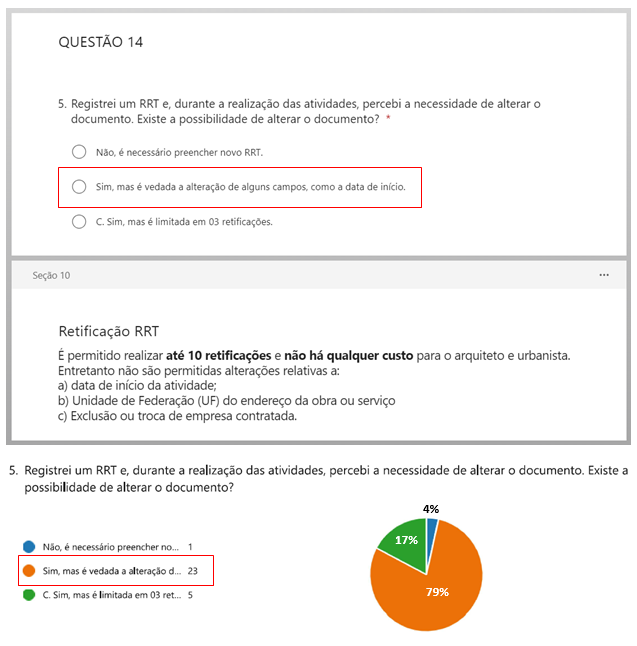 QUESTÃO 14
5. Registrei um RRT e, durante a realização das atividades, percebi a necessidade de alterar o
documento. Existe a possibilidade de alterar o documento? *
Não, é necessário preencher novo RRT.
Sim, mas é vedada a alteração de alguns campos, como a data de início.
C. Sim, mas é limitada em 03 retificações.
Seção 10
...
Retificação RRT
É permitido realizar até 10 retificações e não há qualquer custo para o arquiteto e urbanista.
Entretanto não são permitidas alterações relativas a:
a) data de início da atividade;
b) Unidade de Federação (UF) do endereço da obra ou serviço
c) Exclusão ou troca de empresa contratada.
5. Registrei um RRT e, durante a realização das atividades, percebi a necessidade de alterar o documento. Existe a
possibilidade de alterar o documento?
Não, é necessário preencher no... 1
Sim, mas é vedada a alteração d... 23
C. Sim, mas é limitada em 03 ret... 5
4%
17%
79%